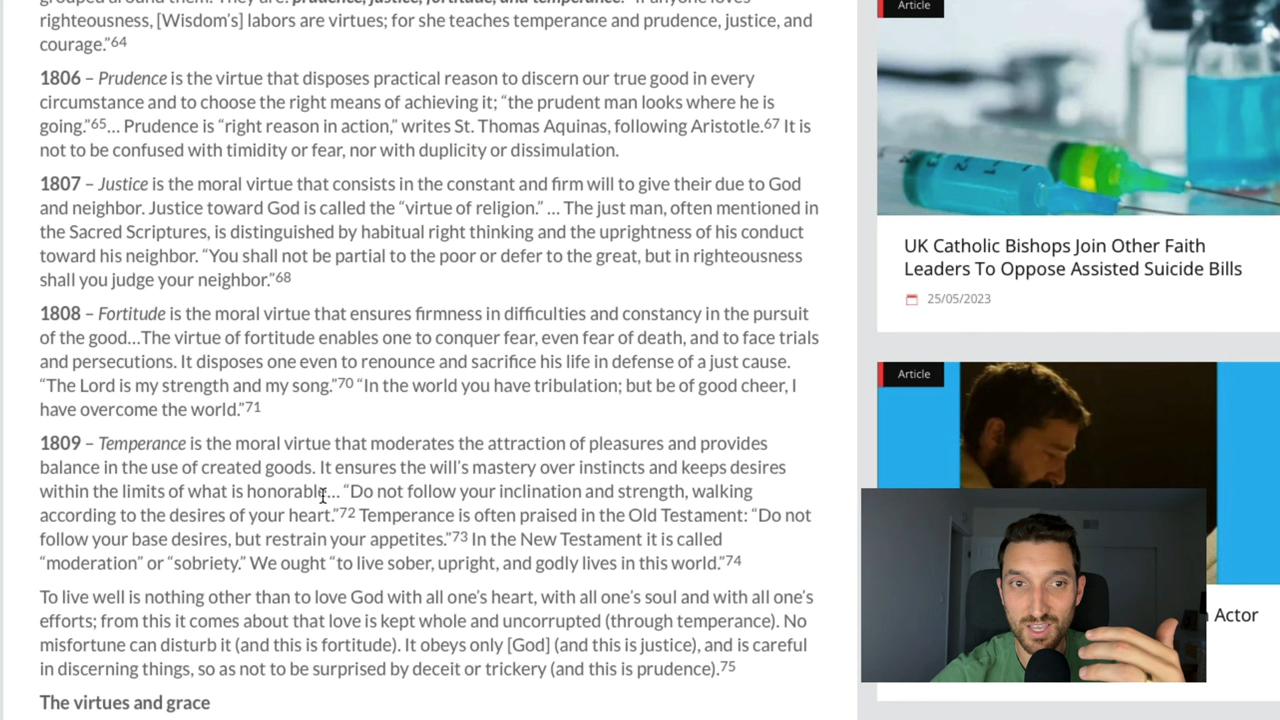 righteousness, [Wisdom's] labors are virtues; for she teaches temperance and prudence, justice, and
courage.”64
1806 – Prudence is the virtue that disposes practical reason to discern our true good in every
circumstance and to choose the right means of achieving it; “the prudent man looks where he is
going.”65… Prudence is “right reason in action,” writes St. Thomas Aquinas, following Aristotle.67 It is
not to be confused with timidity or fear, nor with duplicity or dissimulation.
1807 – Justice is the moral virtue that consists in the constant and firm will to give their due to God
and neighbor. Justice toward God is called the “virtue of religion.” … The just man, often mentioned in
the Sacred Scriptures, is distinguished by habitual right thinking and the uprightness of his conduct
toward his neighbor. “You shall not be partial to the poor or defer to the great, but in righteousness
shall you judge your neighbor.”68
1808 – Fortitude is the moral virtue that ensures firmness in difficulties and constancy in the pursuit
of the good…The virtue of fortitude enables one to conquer fear, even fear of death, and to face trials
and persecutions. It disposes one even to renounce and sacrifice his life in defense of a just cause.
“The Lord is my strength and my song.”70 “In the world you have tribulation; but be of good cheer, I
have overcome the world.”71
1809 – Temperance is the moral virtue that moderates the attraction of pleasures and provides
balance in the use of created goods. It ensures the will’s mastery over instincts and keeps desires
within the limits of what is honorable… “Do not follow your inclination and strength, walking
according to the desires of your heart.”72 Temperance is often praised in the Old Testament: “Do not
follow your base desires, but restrain your appetites.”73 In the New Testament it is called
“moderation” or “sobriety.” We ought “to live sober, upright, and godly lives in this world.”74
To live well is nothing other than to love God with all one’s heart, with all one’s soul and with all one’s
efforts; from this it comes about that love is kept whole and uncorrupted (through temperance). No
misfortune can disturb it (and this is fortitude). It obeys only [God] (and this is justice), and is careful
in discerning things, so as not to be surprised by deceit or trickery (and this is prudence).75
The virtues and grace
Article
UK Catholic Bishops Join Other Faith
Leaders To Oppose Assisted Suicide Bills
25/05/2023
Article
Actor